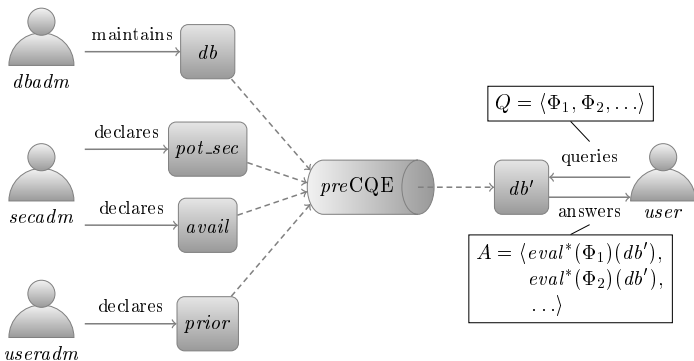 maintains
db
dbadm
declares
pot_sec
secadm
declares
avail
declares
prior
useradm
preCQE
db′
Q = ⟨Φ₁, Φ₂, …⟩
queries
answers
user
A = ⟨eval*(Φ₁)(db′),
eval*(Φ₂)(db′),
…⟩